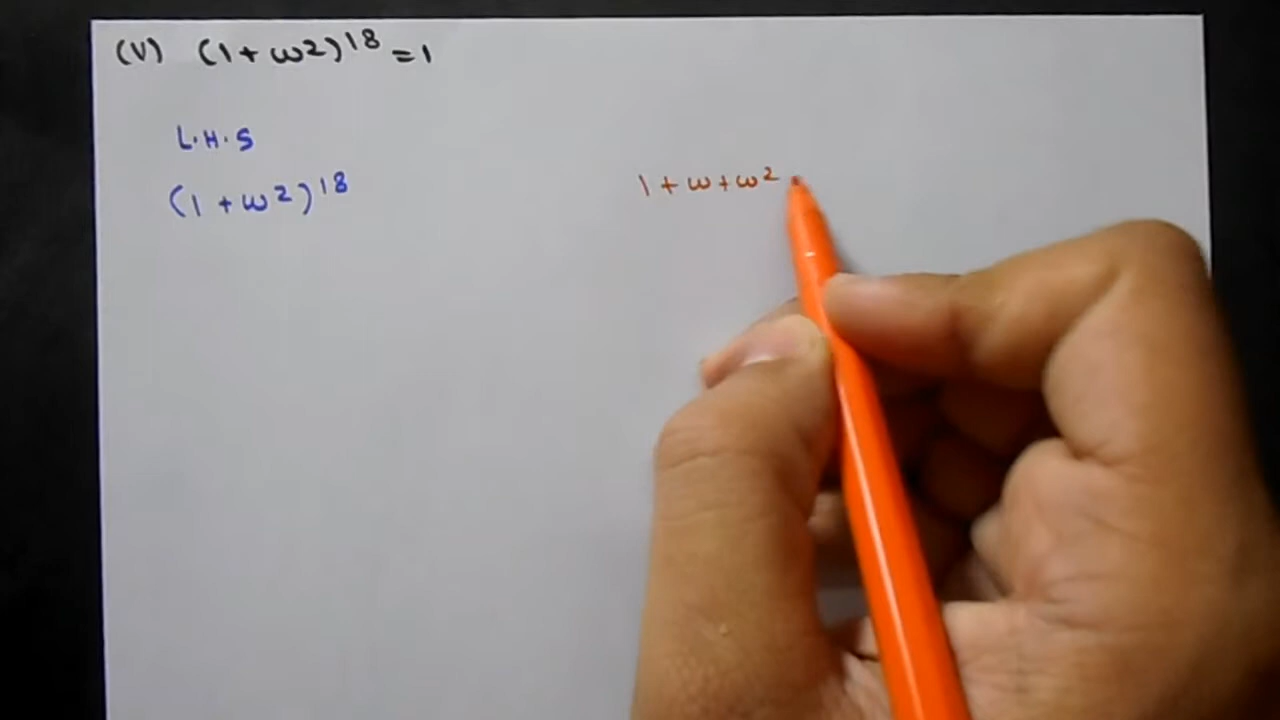 (V) (1 + ω2)^18 = 1
L.H.S
(1 + ω2)^18
1 + ω + ω²